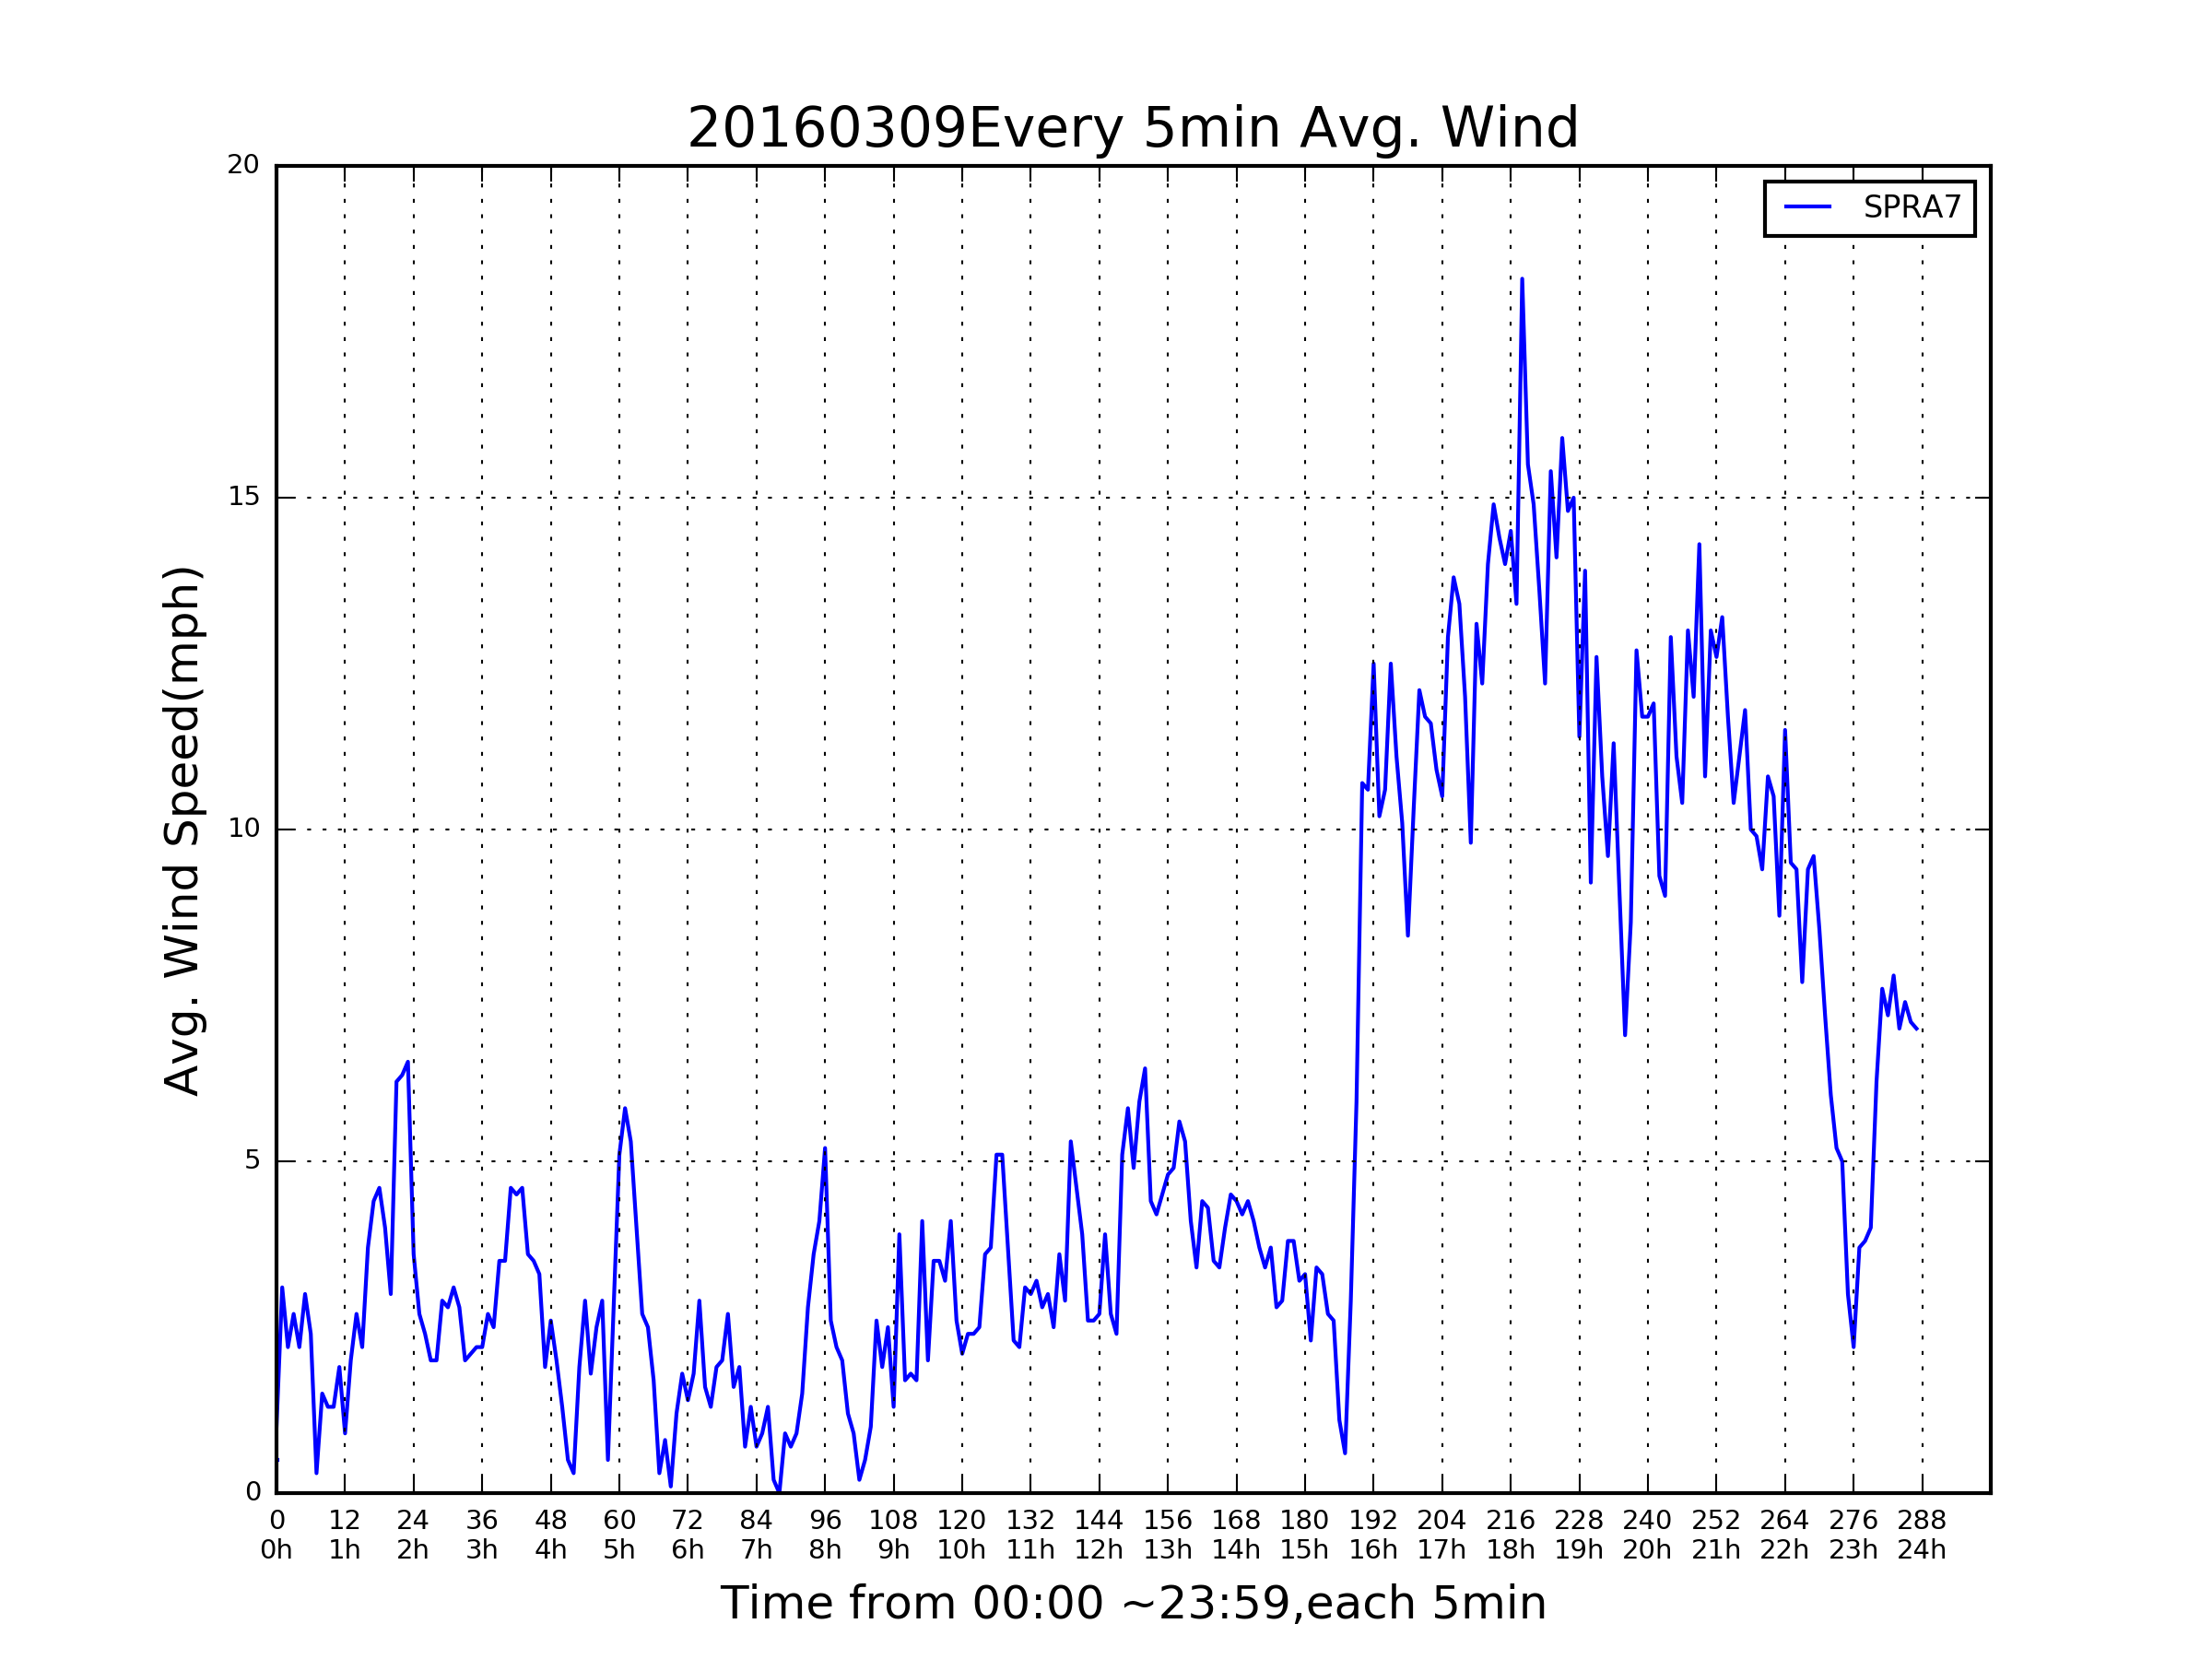 20160309Every 5min Avg. Wind
SPRA7
Avg. Wind Speed(mph)
20
15
10
5
0
0 12 24 36 48 60 72 84 96 108 120 132 144 156 168 180 192 204 216 228 240 252 264 276 288
0h 1h 2h 3h 4h 5h 6h 7h 8h 9h 10h 11h 12h 13h 14h 15h 16h 17h 18h 19h 20h 21h 22h 23h 24h
Time from 00:00 ~23:59,each 5min